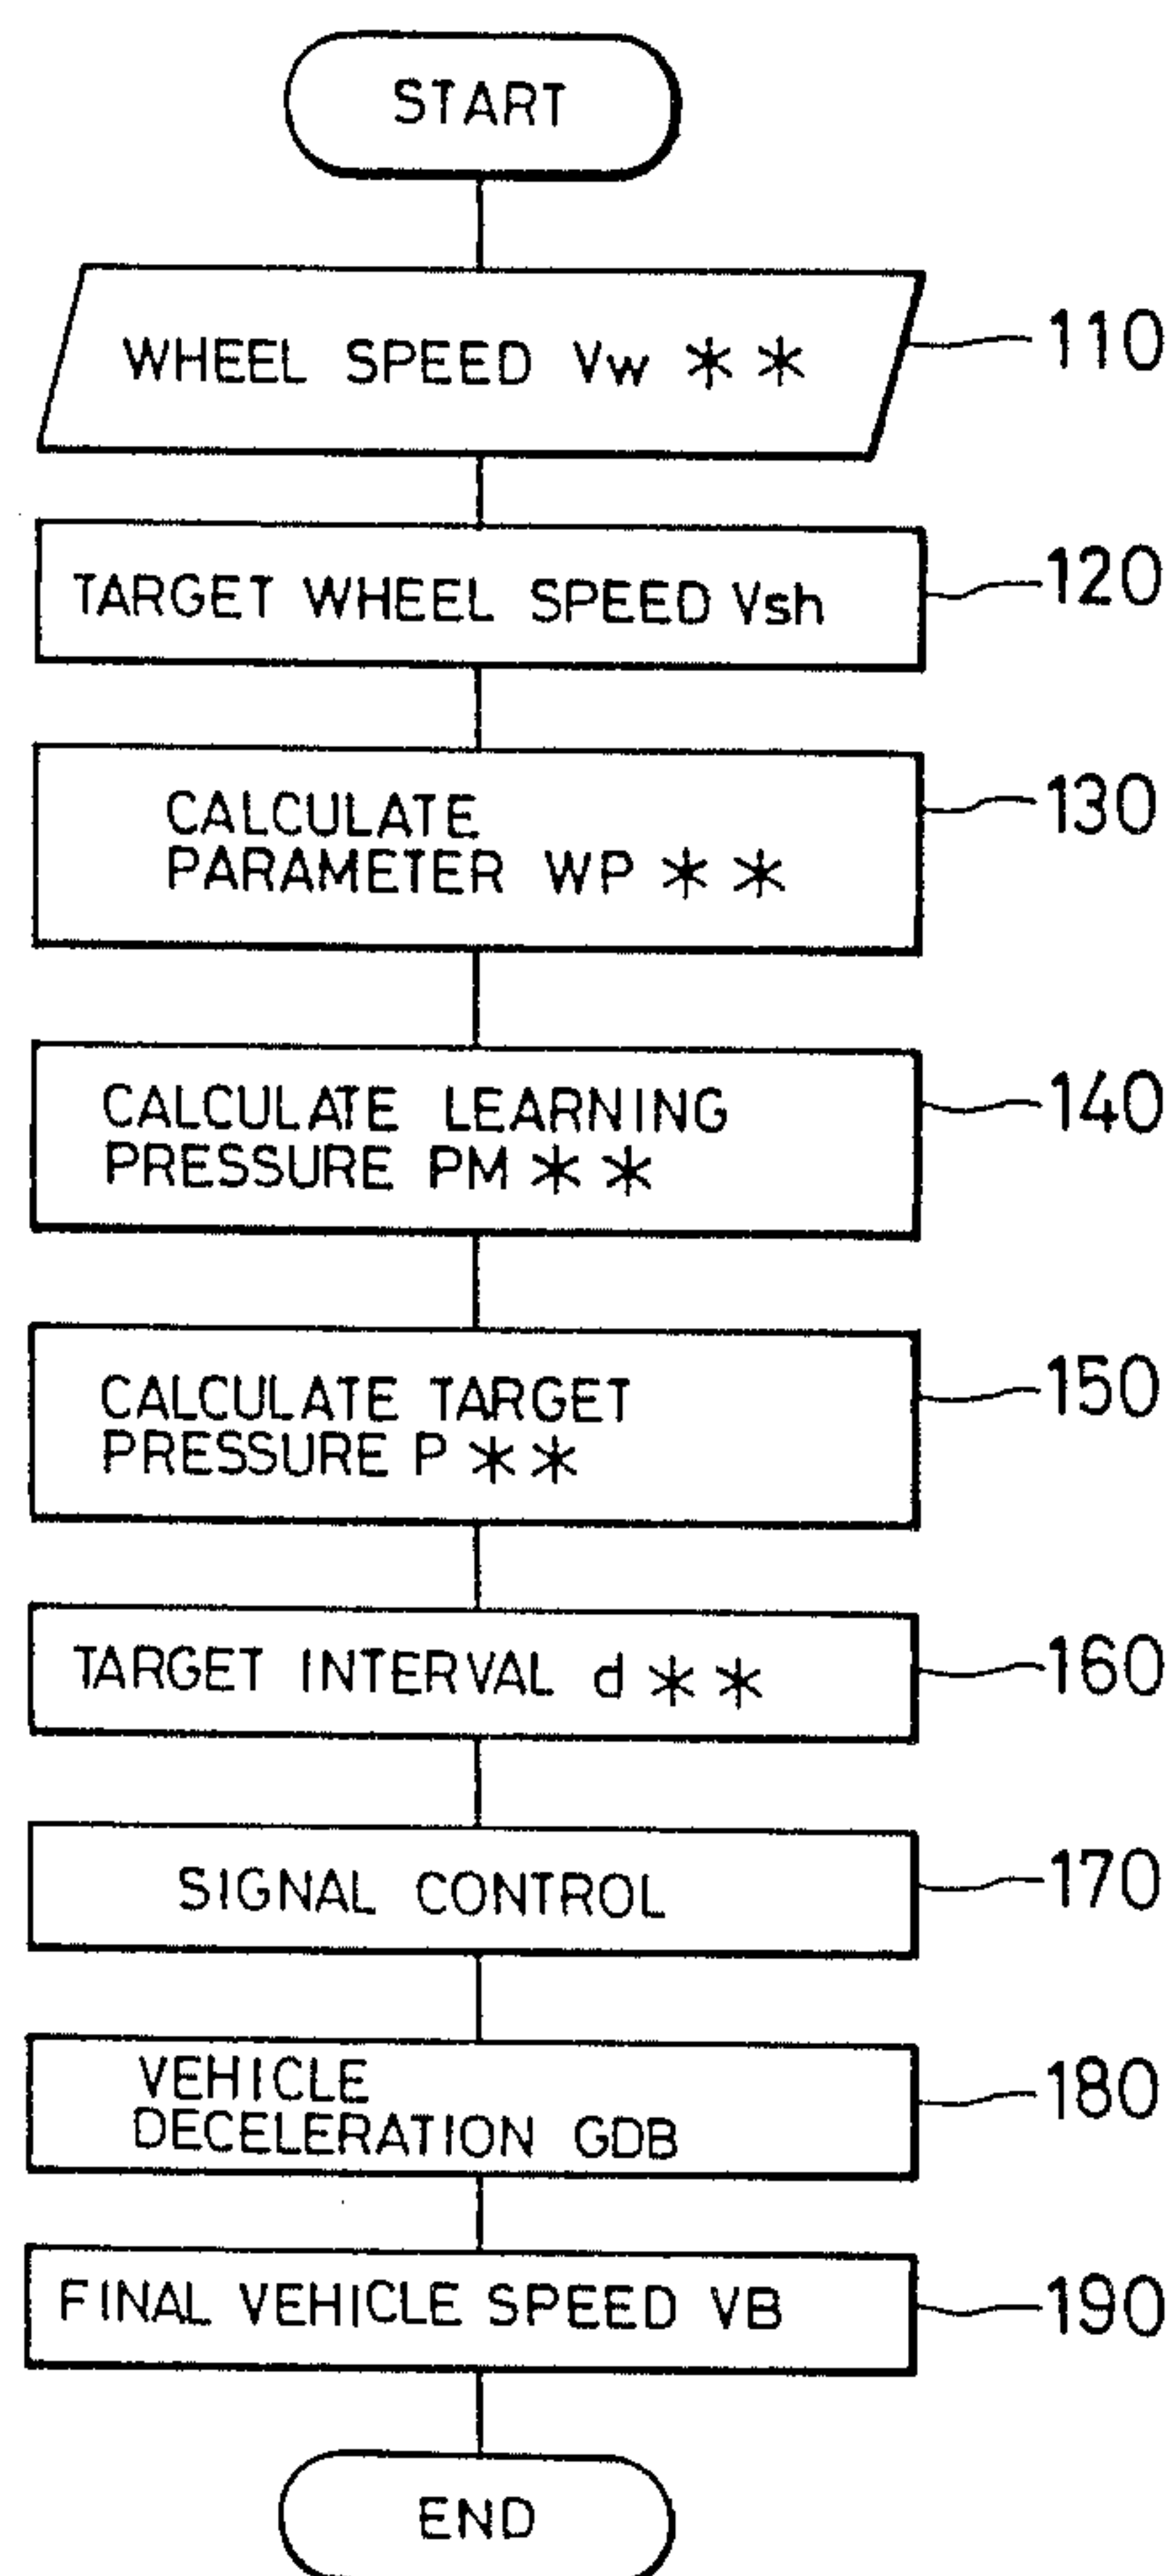 START
WHEEL SPEED Vw ** 110
TARGET WHEEL SPEED Vsh 120
CALCULATE 130
PARAMETER WP **
CALCULATE LEARNING 140
PRESSURE PM **
CALCULATE TARGET 150
PRESSURE P **
TARGET INTERVAL d ** 160
SIGNAL CONTROL 170
VEHICLE 180
DECELERATION GDB
FINAL VEHICLE SPEED VB 190
END